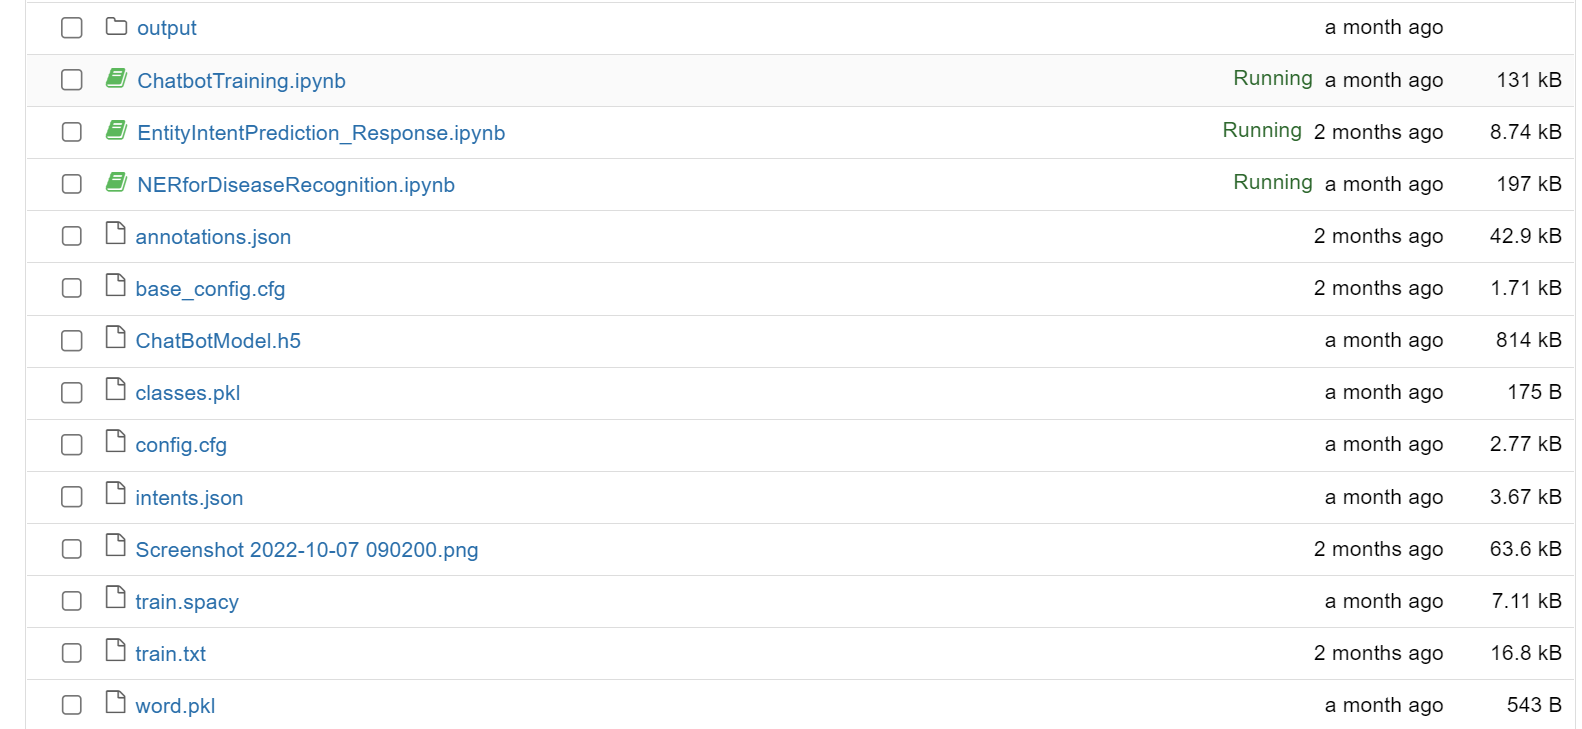 output a month ago
ChatbotTraining.ipynb Running a month ago 131 kB
EntityIntentPrediction_Response.ipynb Running 2 months ago 8.74 kB
NERforDiseaseRecognition.ipynb Running a month ago 197 kB
annotations.json 2 months ago 42.9 kB
base_config.cfg 2 months ago 1.71 kB
ChatBotModel.h5 a month ago 814 kB
classes.pkl a month ago 175 B
config.cfg a month ago 2.77 kB
intents.json a month ago 3.67 kB
Screenshot 2022-10-07 090200.png 2 months ago 63.6 kB
train.spacy a month ago 7.11 kB
train.txt 2 months ago 16.8 kB
word.pkl a month ago 543 B